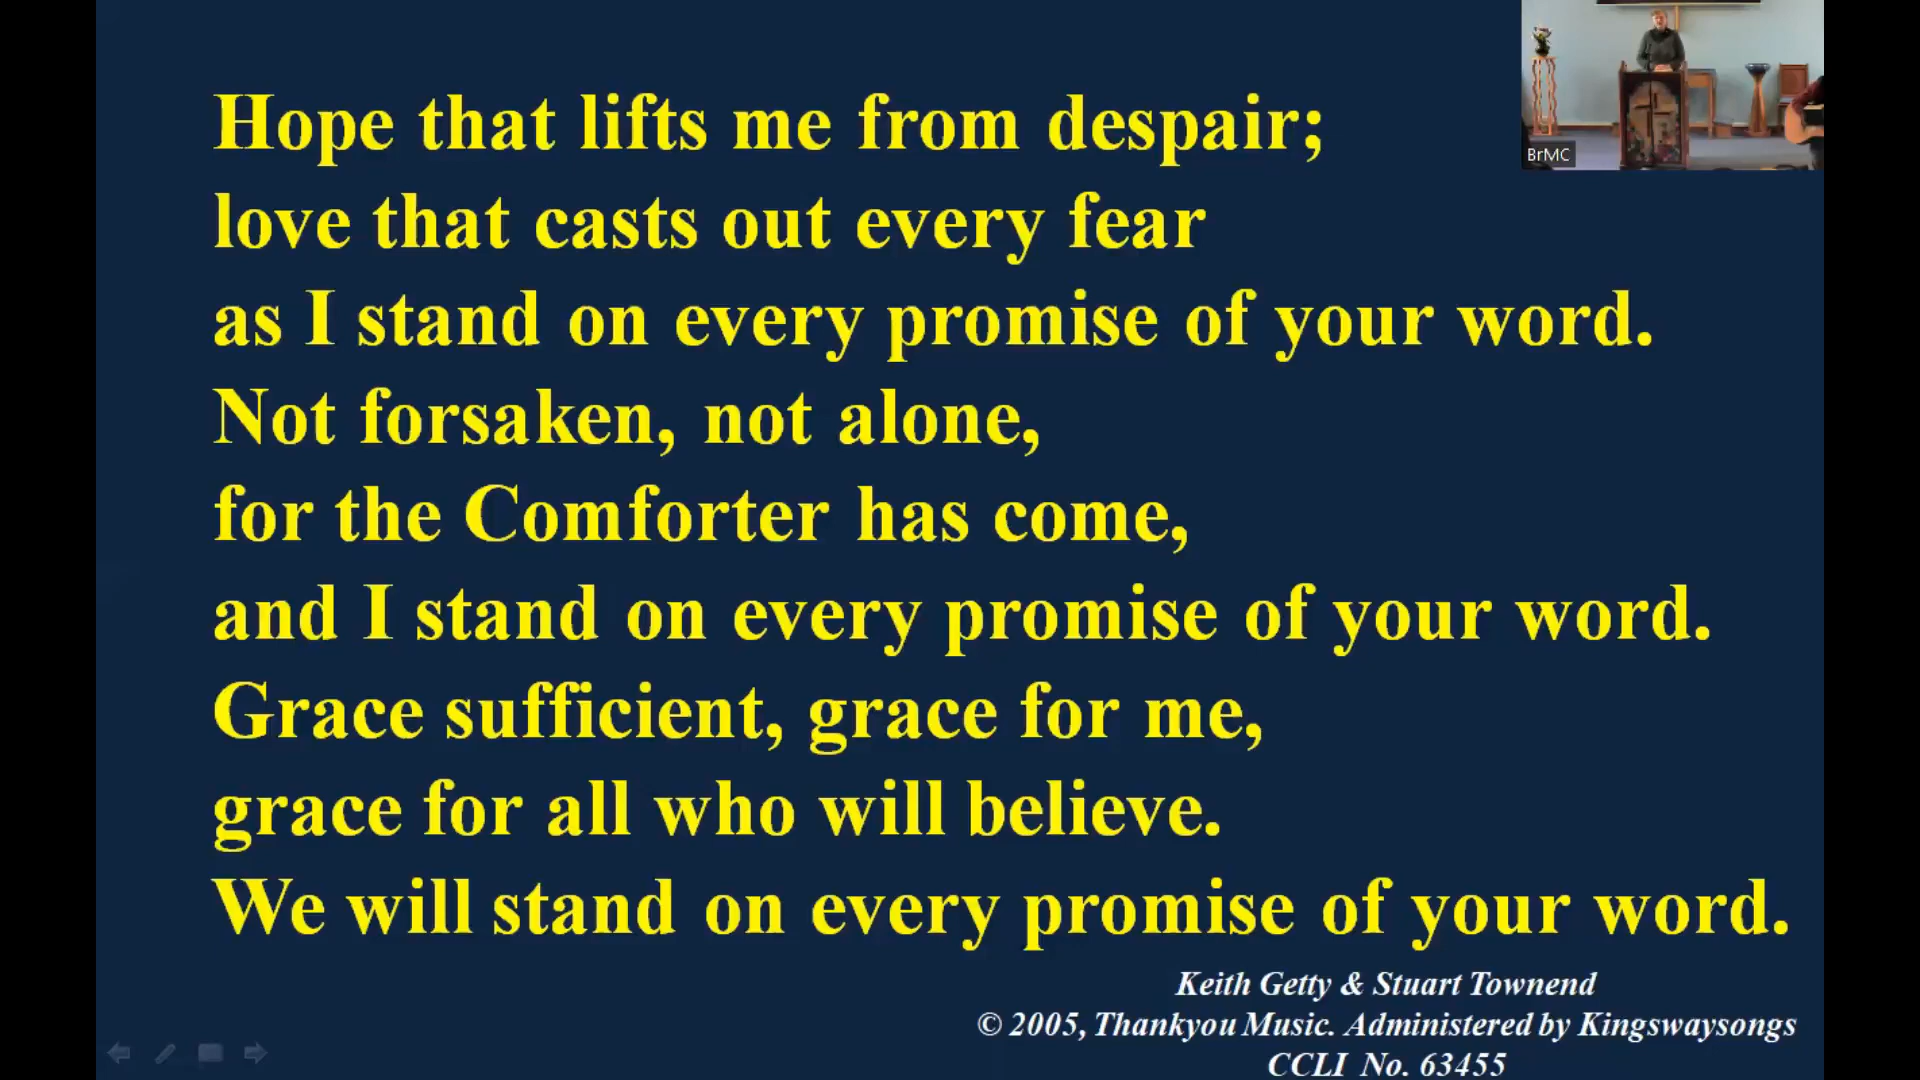 Hope that lifts me from despair;
love that casts out every fear
as I stand on every promise of your word.
Not forsaken, not alone,
for the Comforter has come,
and I stand on every promise of your word.
Grace sufficient, grace for me,
grace for all who will believe.
We will stand on every promise of your word.
Keith Getty & Stuart Townend
© 2005, Thankyou Music. Administered by Kingswaysongs
CCLI No. 63455
BrMC